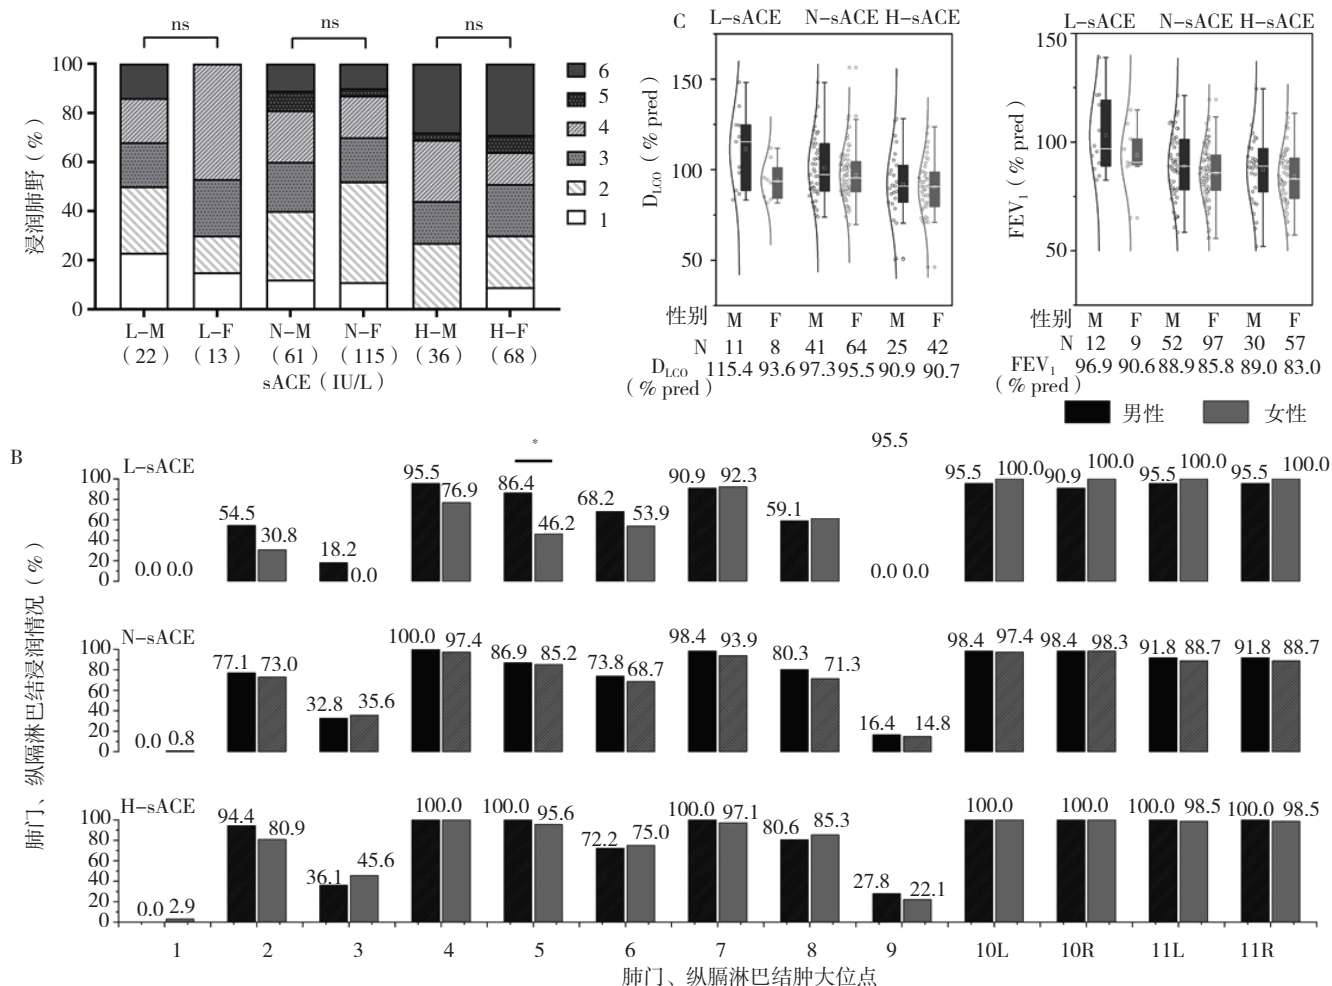 ns
ns
ns
浸润肺野（%）
100
80
60
40
20
0
6
5
4
3
2
1
L-M L-F N-M N-F H-M H-F
（22） （13） （61） （115） （36） （68）
sACE（IU/L）
C
L-sACE N-sACE H-sACE
D_LCO（% pred）
150
100
50
性别 M F M F M F
N 11 8 41 64 25 42
D_LCO 115.4 93.6 97.3 95.5 90.9 90.7
（% pred）
L-sACE N-sACE H-sACE
FEV₁（% pred）
150
100
50
性别 M F M F M F
N 12 9 52 97 30 57
FEV₁ 96.9 90.6 88.9 85.8 89.0 83.0
（% pred）
男性 女性
B
肺门、纵隔淋巴结浸润情况（%）
L-sACE
*
95.5
100
80
60
40
20
0
0.0 0.0 54.5 30.8 18.2 0.0 95.5 76.9 86.4 46.2 68.2 53.9 90.9 92.3 59.1 0.0 0.0 95.5 100.0 90.9 100.0 95.5 100.0 95.5 100.0
N-sACE
100
80
60
40
20
0
0.0 0.8 77.1 73.0 32.8 35.6 100.0 97.4 86.9 85.2 73.8 68.7 98.4 93.9 80.3 71.3 16.4 14.8 98.4 97.4 98.4 98.3 91.8 88.7 91.8 88.7
H-sACE
100
80
60
40
20
0
0.0 2.9 94.4 80.9 36.1 45.6 100.0 100.0 95.6 72.2 75.0 100.0 97.1 80.6 85.3 27.8 22.1 100.0 100.0 100.0 98.5 100.0 98.5
1 2 3 4 5 6 7 8 9 10L 10R 11L 11R
肺门、纵膈淋巴结肿大位点